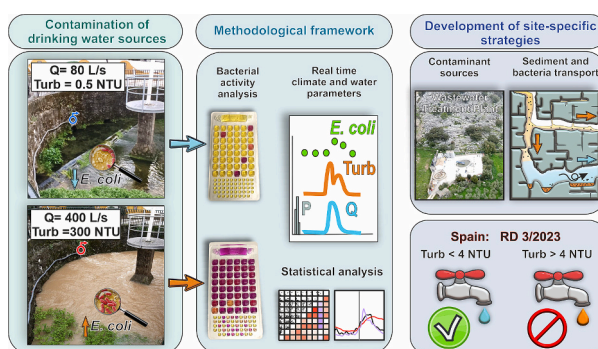 Contamination of
drinking water sources
Q= 80 L/s
Turb = 0.5 NTU
E. coli
Q= 400 L/s
Turb =300 NTU
E. coli
Methodological framework
Bacterial
activity
analysis
Real time
climate and water
parameters
E. coli
Turb
P
Q
Statistical analysis
Development of site-specific
strategies
Contaminant
sources
Sediment and
bacteria transport
Wastewater
Treatment Plant
Spain: RD 3/2023
Turb < 4 NTU
Turb > 4 NTU